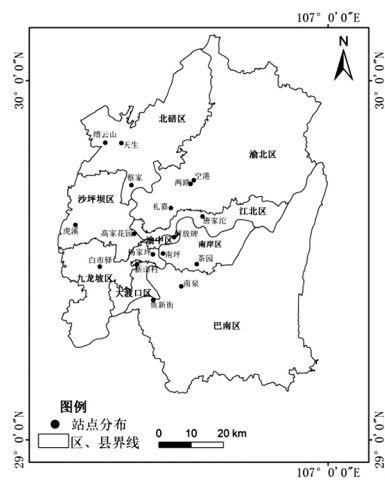 107° 0′0″E
N
30° 0′0″N
30° 0′0″N
北碚区
缙云山
天生
渝北区
蔡家
空港
两路
沙坪坝区
礼嘉
江北区
唐家沱
虎溪
高家花园
解放碑
渝中区
南岸区
杨家坪
南坪
白市驿
新山村
茶园
九龙坡区
南泉
大渡口区
鱼新街
巴南区
图例
站点分布
区、县界线
0 10 20 km
29° 0′0″N
29° 0′0″N
107° 0′0″E